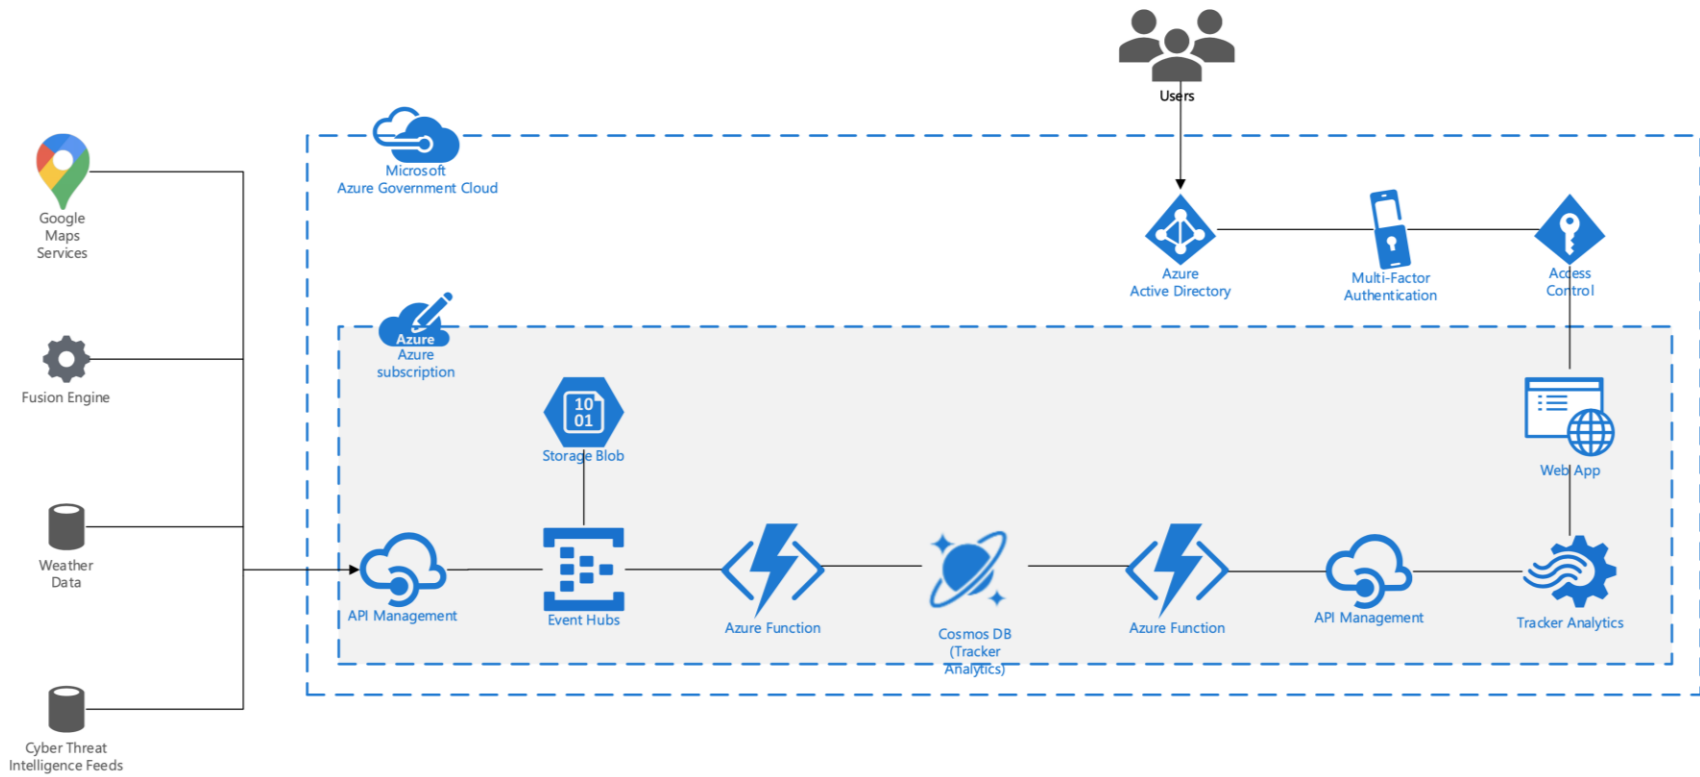 Users
Microsoft
Azure Government Cloud
Google
Maps
Services
Azure
Active Directory
Multi-Factor
Authentication
Access
Control
Azure
Azure
subscription
Fusion Engine
10
01
Storage Blob
Web App
Weather
Data
API Management
Event Hubs
Azure Function
Cosmos DB
(Tracker
Analytics)
Azure Function
API Management
Tracker Analytics
Cyber Threat
Intelligence Feeds